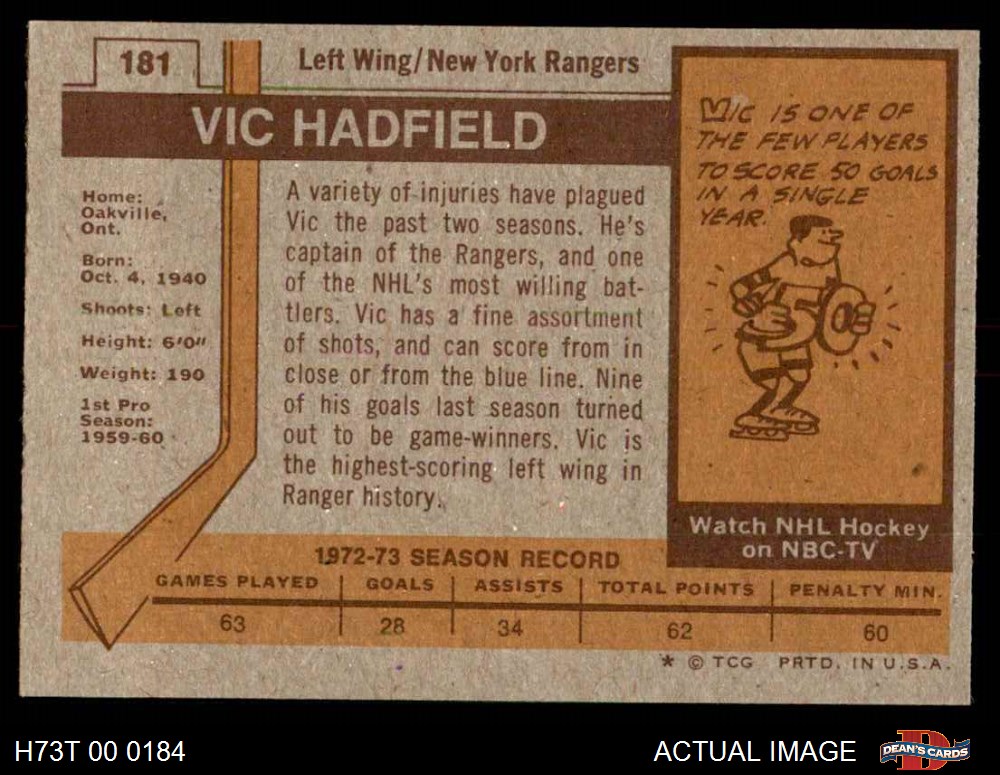 181
Left Wing/New York Rangers
VIC HADFIELD
Home:
Oakville,
Ont.
Born:
Oct. 4, 1940
Shoots: Left
Height: 6'0"
Weight: 190
1st Pro
Season:
1959-60
A variety of injuries have plagued
Vic the past two seasons. He's
captain of the Rangers, and one
of the NHL's most willing bat-
tlers. Vic has a fine assortment
of shots, and can score from in
close or from the blue line. Nine
of his goals last season turned
out to be game-winners. Vic is
the highest-scoring left wing in
Ranger history.
VIC IS ONE OF
THE FEW PLAYERS
TO SCORE 50 GOALS
IN A SINGLE
YEAR.
50
Watch NHL Hockey
on NBC-TV
1972-73 SEASON RECORD
GAMES PLAYED GOALS ASSISTS TOTAL POINTS PENALTY MIN.
63 28 34 62 60
* © TCG PRTD. IN U.S.A.
H73T 00 0184
ACTUAL IMAGE
D
DEAN'S CARDS